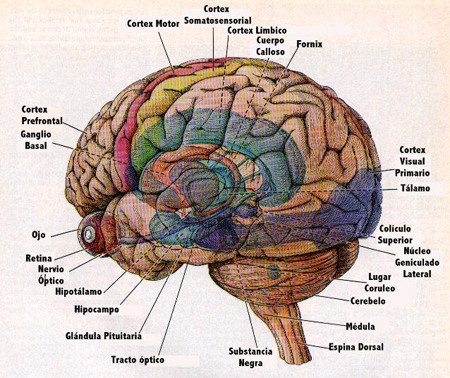 Cortex
Somatosensorial
Cortex Motor
Cortex Límbico
Cuerpo
Calloso
Fornix
Cortex
Prefrontal
Ganglio
Basal
Cortex
Visual
Primario
Tálamo
Ojo
Colículo
Superior
Retina
Núcleo
Geniculado
Lateral
Nervio
Óptico
Hipotálamo
Lugar
Coruleo
Hipocampo
Cerebelo
Médula
Glándula Pituitaria
Espina Dorsal
Tracto óptico
Substancia
Negra